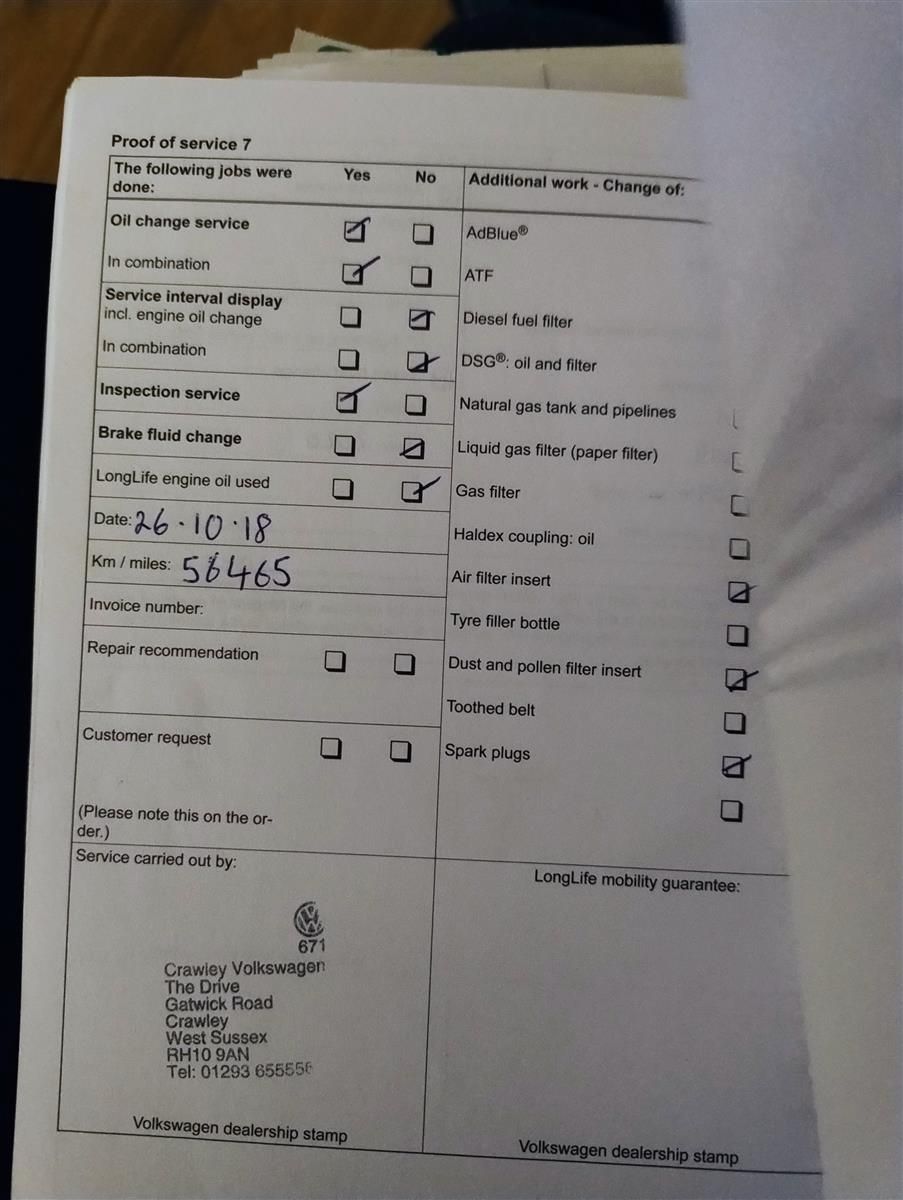 Proof of service 7
The following jobs were
done:
Yes
No
Oil change service
In combination
Service interval display
incl. engine oil change
In combination
Inspection service
Brake fluid change
LongLife engine oil used
Date: 26.10.18
Km / miles: 56465
Invoice number:
Repair recommendation
Customer request
(Please note this on the or-
der.)
Additional work - Change of:
AdBlue®
ATF
Diesel fuel filter
DSG®: oil and filter
Natural gas tank and pipelines
Liquid gas filter (paper filter)
Gas filter
Haldex coupling: oil
Air filter insert
Tyre filler bottle
Dust and pollen filter insert
Toothed belt
Spark plugs
Service carried out by:
671
Crawley Volkswagen
The Drive
Gatwick Road
Crawley
West Sussex
RH10 9AN
Tel: 01293 655556
Volkswagen dealership stamp
LongLife mobility guarantee:
Volkswagen dealership stamp